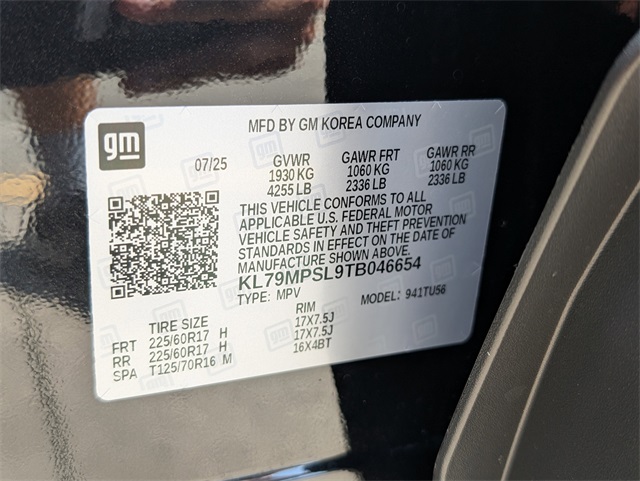 gm
MFD BY GM KOREA COMPANY
07/25 GVWR GAWR FRT GAWR RR
1930 KG 1060 KG 1060 KG
4255 LB 2336 LB 2336 LB
THIS VEHICLE CONFORMS TO ALL
APPLICABLE U.S. FEDERAL MOTOR
VEHICLE SAFETY AND THEFT PREVENTION
STANDARDS IN EFFECT ON THE DATE OF
MANUFACTURE SHOWN ABOVE.
KL79MPSL9TB046654
TYPE: MPV MODEL: 941TU56
TIRE SIZE RIM
FRT 225/60R17 H 17X7.5J
RR 225/60R17 H 17X7.5J
SPA T125/70R16 M 16X4BT